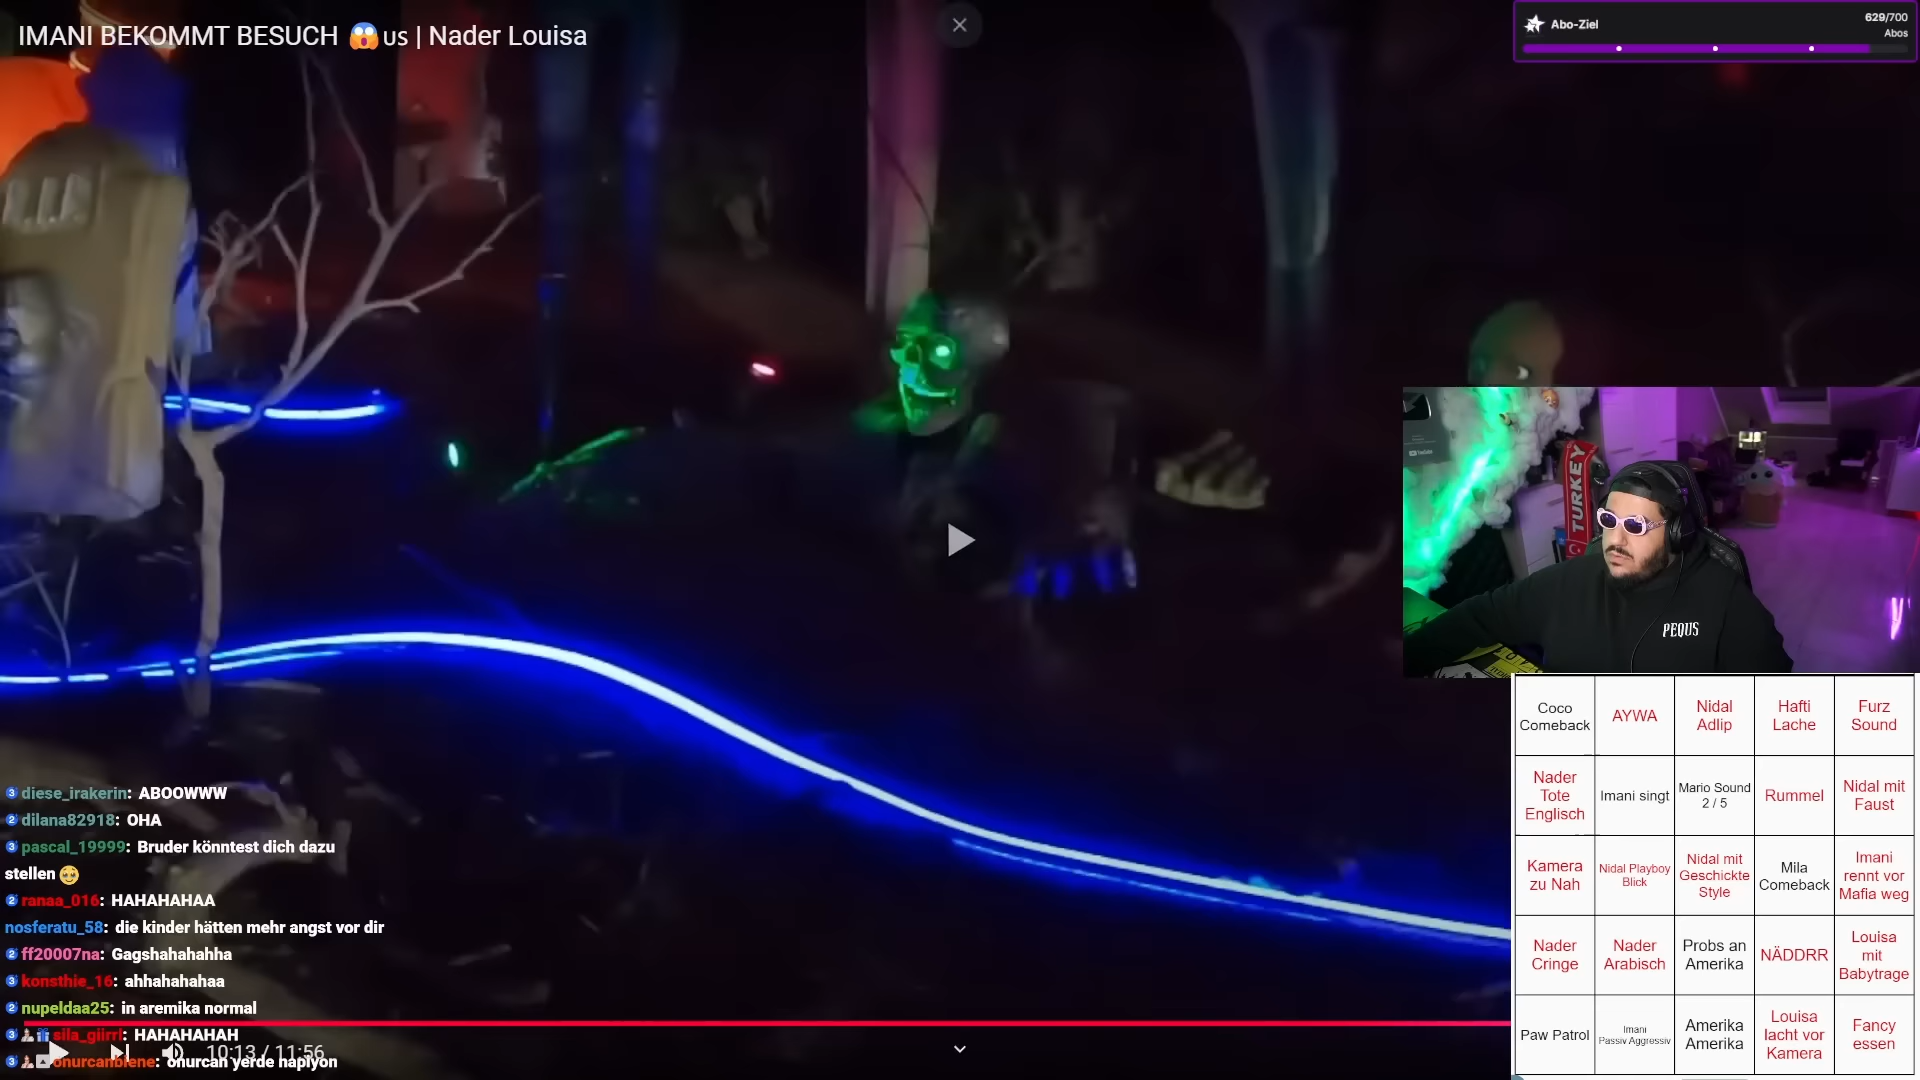 IMANI BEKOMMT BESUCH 😱 us | Nader Louisa
Abo-Ziel
629/700
Abos
TURKEY
PEQUS
Coco Comeback
AYWA
Nidal Adlip
Hafti Lache
Furz Sound
Nader Tote Englisch
Imani singt
Mario Sound 2 / 5
Rummel
Nidal mit Faust
Kamera zu Nah
Nidal Playboy Blick
Nidal mit Geschickte Style
Mila Comeback
Imani rennt vor Mafia weg
Nader Cringe
Nader Arabisch
Probs an Amerika
NÄDDRR
Louisa mit Babytrage
Paw Patrol
Imani Passiv Aggressiv
Amerika Amerika
Louisa lacht vor Kamera
Fancy essen
diese_irakerin: ABOOWWW
dilana82918: OHA
pascal_19999: Bruder könntest dich dazu
stellen 🥹
ranaa_016: HAHAHAHAA
nosferatu_58: die kinder hätten mehr angst vor dir
ff20007na: Gagshahahahha
konsthie_16: ahhahahahaa
nupeldaa25: in aremika normal
sila_giirrl: HAHAHAHAH
onurcanbiene: onurcan yerde napiyon
10:13 / 11:56